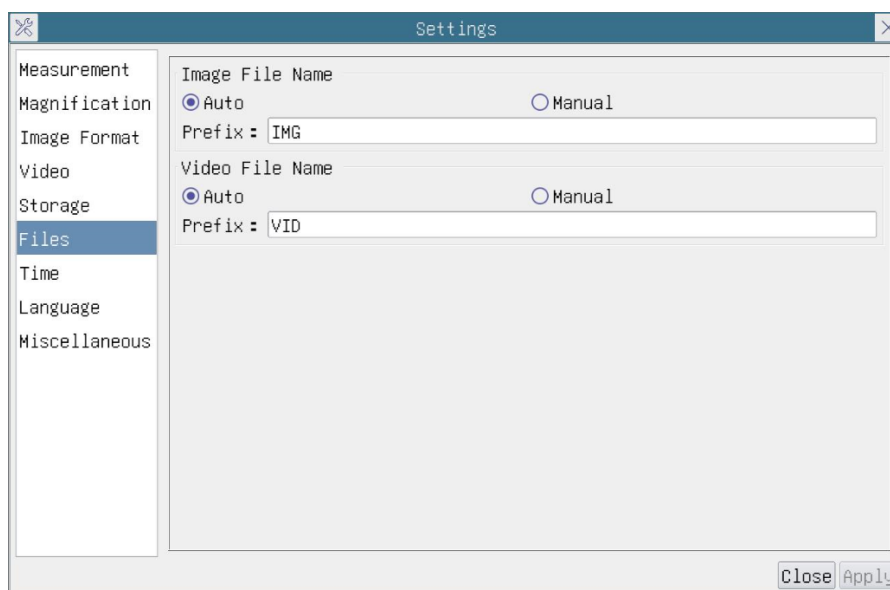 Settings
Measurement
Magnification
Image Format
Video
Storage
Files
Time
Language
Miscellaneous
Image File Name
Auto Manual
Prefix: IMG
Video File Name
Auto Manual
Prefix: VID
Close Apply